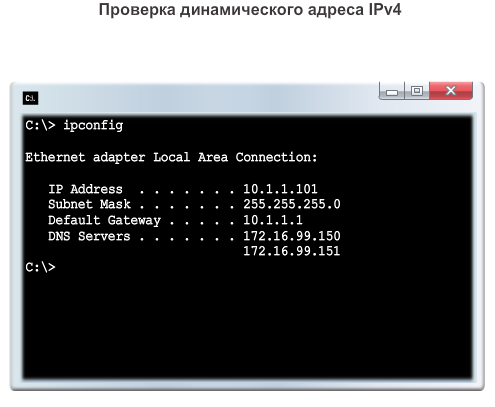 Проверка динамического адреса IPv4
C:\.
C:\> ipconfig
Ethernet adapter Local Area Connection:
IP Address . . . . . . . 10.1.1.101
Subnet Mask . . . . . . . 255.255.255.0
Default Gateway . . . . . 10.1.1.1
DNS Servers . . . . . . . 172.16.99.150
172.16.99.151
C:\>